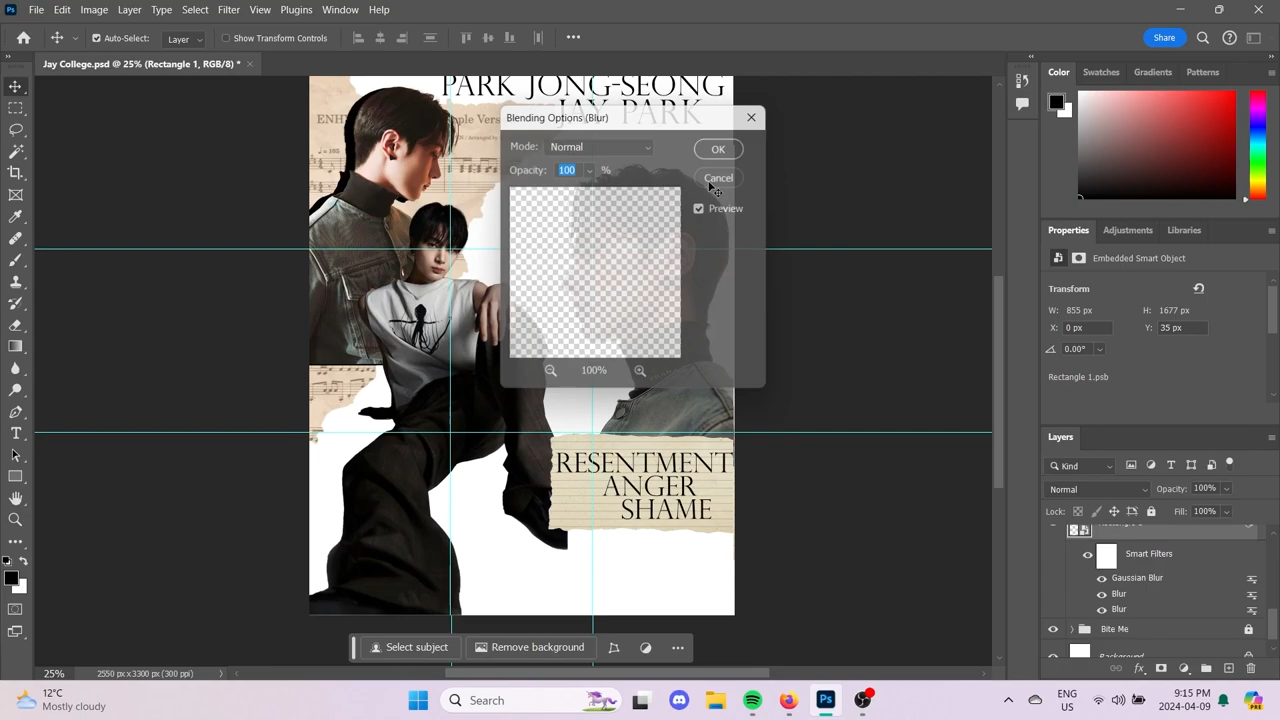 Ps File Edit Image Layer Type Select Filter View Plugins Window Help
Auto-Select: Layer Show Transform Controls Share
Jay College.psd @ 25% (Rectangle 1, RGB/8) *
PARK JONG-SEONG
JAY PARK
ENH
= 105
Blending Options (Blur)
Mode: Normal
Opacity: 100 %
OK
Cancel
Preview
100%
RESENTMENT
ANGER
SHAME
Select subject Remove background
25% 2550 px x 3300 px (300 ppi)
Color Swatches Gradients Patterns
Properties Adjustments Libraries
Embedded Smart Object
Transform
W: 855 px H: 1677 px
X: 0 px Y: 35 px
0.00°
Rectangle 1.psb
Layers
Kind
Normal Opacity: 100%
Lock: Fill: 100%
Smart Filters
Gaussian Blur
Blur
Blur
Bite Me
Background
12°C
Mostly cloudy
Search
Ps
ENG
US
9:15 PM
2024-04-09